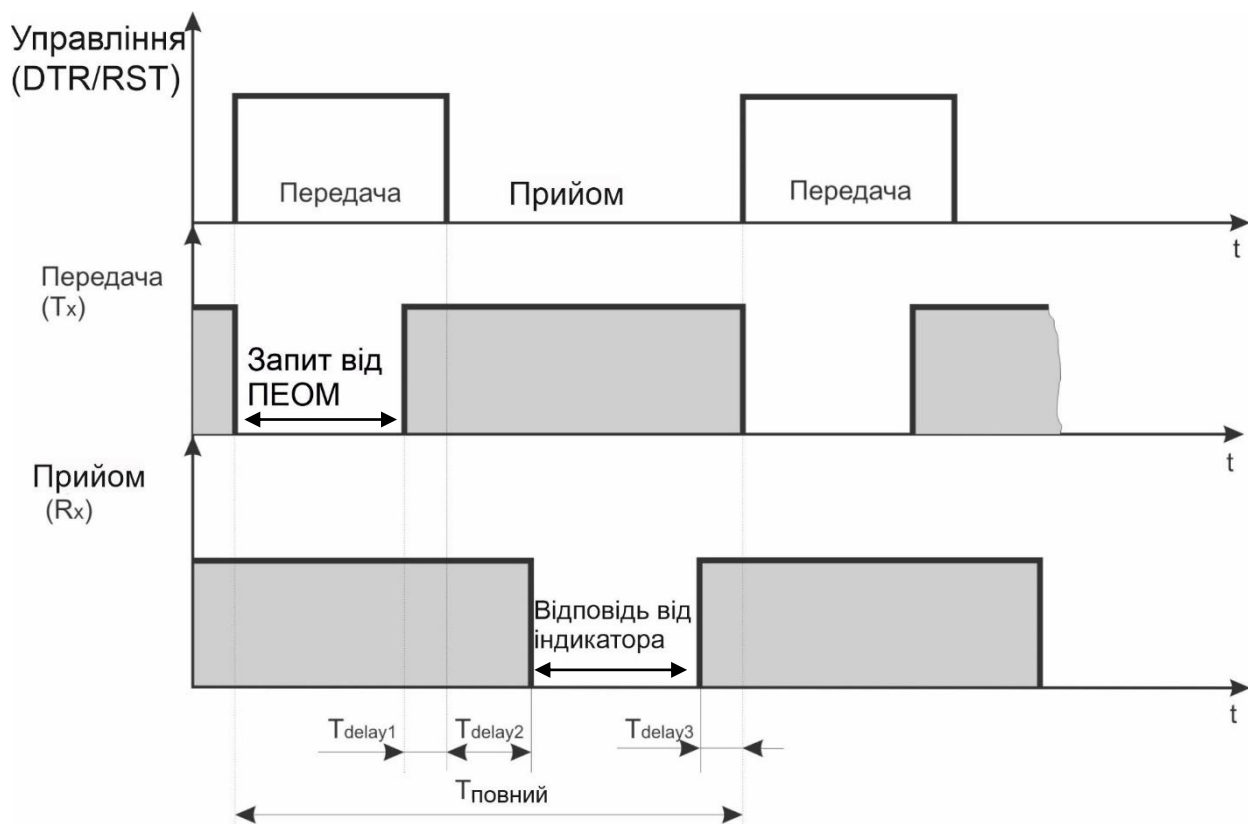 Управління
(DTR/RST)
Передача
Прийом
Передача
t
Передача
(Tx)
Запит від
ПЕОМ
t
Прийом
(Rx)
Відповідь від
індикатора
t
Tdelay1
Tdelay2
Tdelay3
Tповний